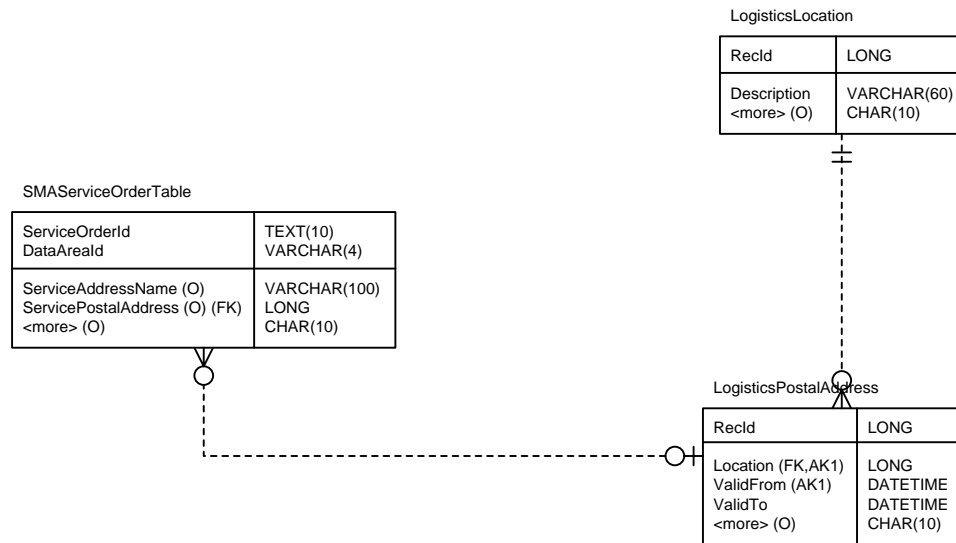 LogisticsLocation
RecId LONG
Description VARCHAR(60)
<more> (O) CHAR(10)
SMAServiceOrderTable
ServiceOrderId TEXT(10)
DataAreaId VARCHAR(4)
ServiceAddressName (O) VARCHAR(100)
ServicePostalAddress (O) (FK) LONG
<more> (O) CHAR(10)
LogisticsPostalAddress
RecId LONG
Location (FK,AK1) LONG
ValidFrom (AK1) DATETIME
ValidTo DATETIME
<more> (O) CHAR(10)